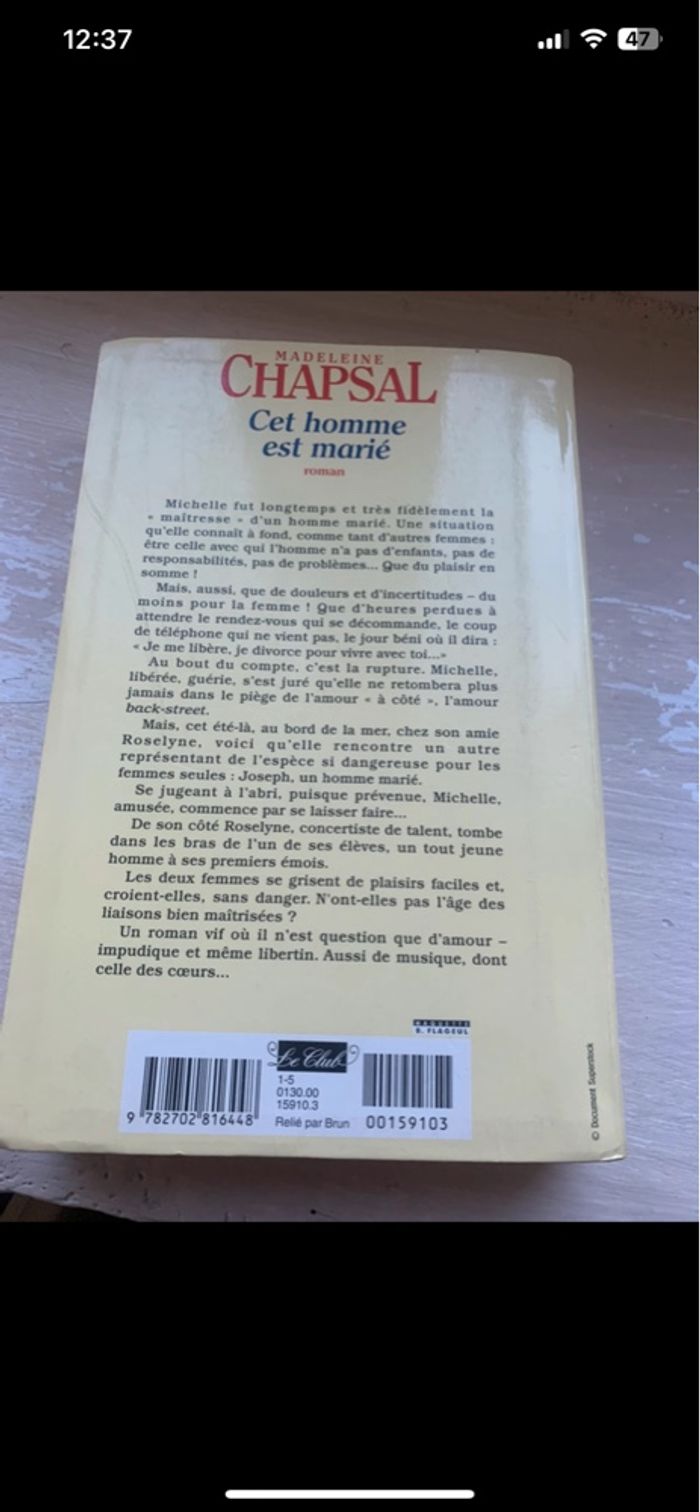 12:37
47
MADELEINE
CHAPSAL
Cet homme
est marié
roman
Michelle fut longtemps et très fidèlement la
« maîtresse » d'un homme marié. Une situation
qu'elle connaît à fond, comme tant d'autres femmes :
être celle avec qui l'homme n'a pas d'enfants, pas de
responsabilités, pas de problèmes... Que du plaisir en
somme !
Mais, aussi, que de douleurs et d'incertitudes – du
moins pour la femme ! Que d'heures perdues à
attendre le rendez-vous qui se décommande, le coup
de téléphone qui ne vient pas, le jour béni où il dira :
« Je me libère, je divorce pour vivre avec toi...»
Au bout du compte, c'est la rupture. Michelle,
libérée, guérie, s'est juré qu'elle ne retombera plus
jamais dans le piège de l'amour « à côté », l'amour
back-street.
Mais, cet été-là, au bord de la mer, chez son amie
Roselyne, voici qu'elle rencontre un autre
représentant de l'espèce si dangereuse pour les
femmes seules : Joseph, un homme marié.
Se jugeant à l'abri, puisque prévenue, Michelle,
amusée, commence par se laisser faire...
De son côté Roselyne, concertiste de talent, tombe
dans les bras de l'un de ses élèves, un tout jeune
homme à ses premiers émois.
Les deux femmes se grisent de plaisirs faciles et,
croient-elles, sans danger. N'ont-elles pas l'âge des
liaisons bien maîtrisées ?
Un roman vif où il n'est question que d'amour –
impudique et même libertin. Aussi de musique, dont
celle des cœurs...
MAQUETTE
B. FLAGEUL
Le Club
1-5
0130.00
15910.3
Relié par Brun
9 782702 816448
00159103
© Document Superstock